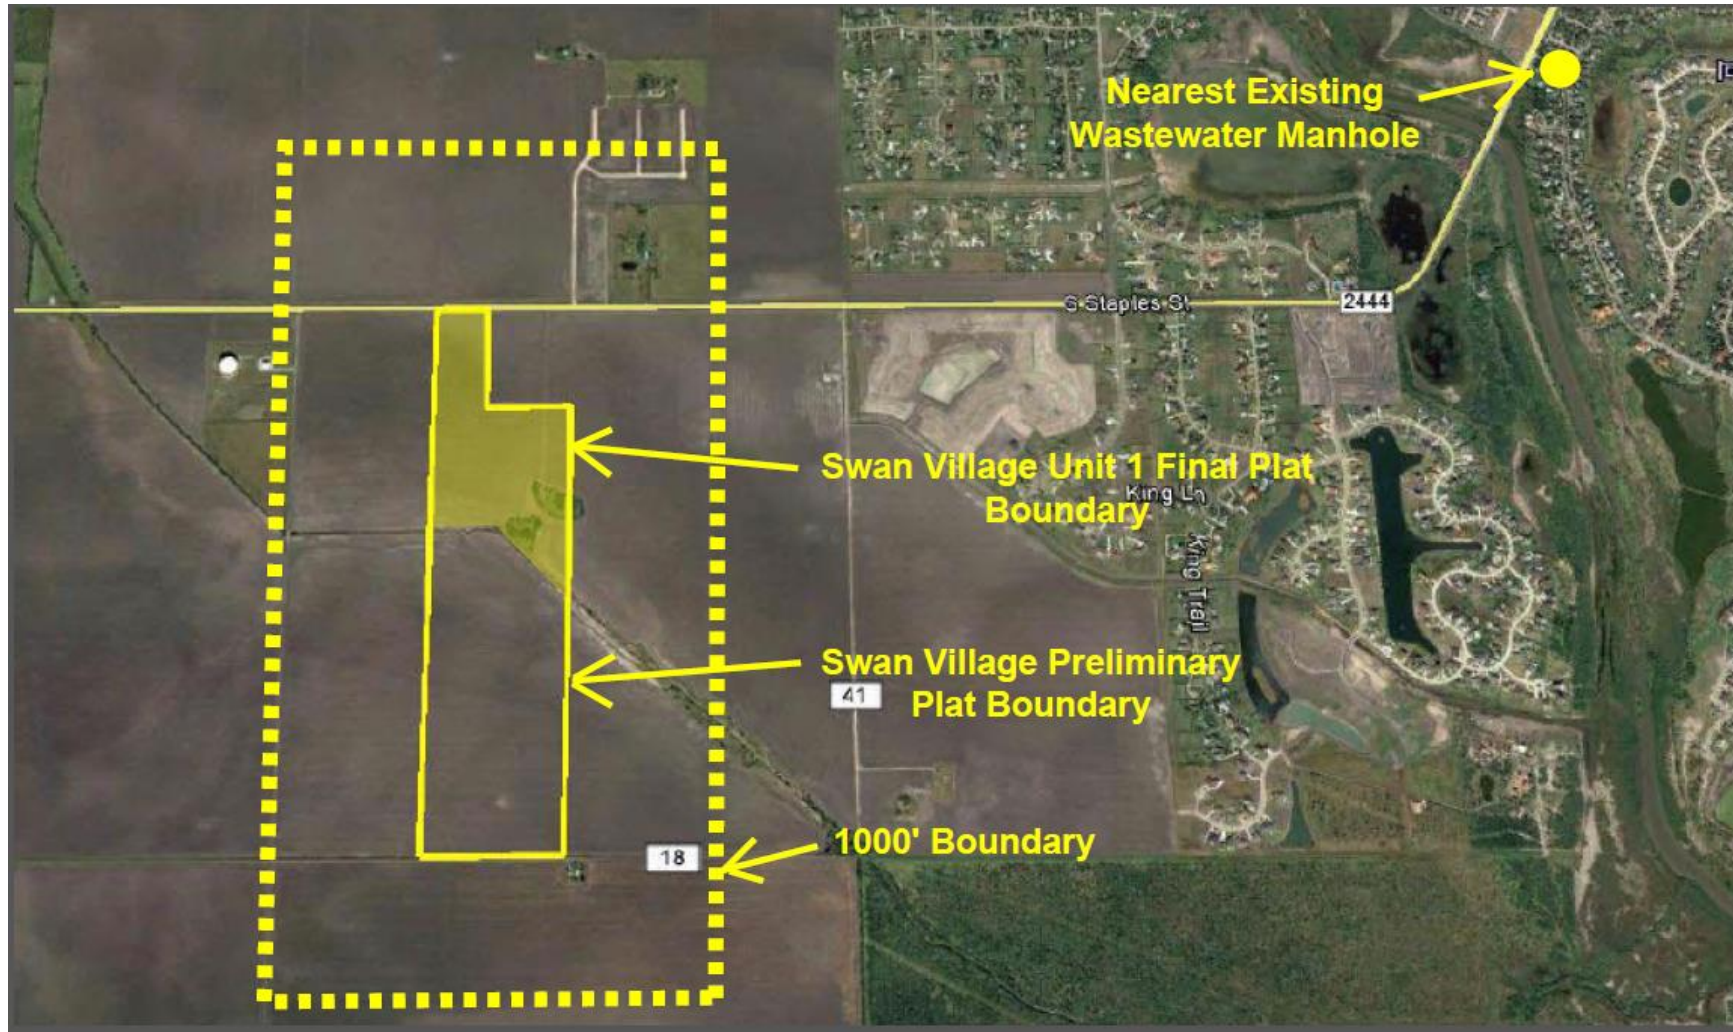 Nearest Existing
Wastewater Manhole
S Staples St
2444
Swan Village Unit 1 Final Plat
Boundary
King Ln
King Trail
Swan Village Preliminary
Plat Boundary
41
1000' Boundary
18